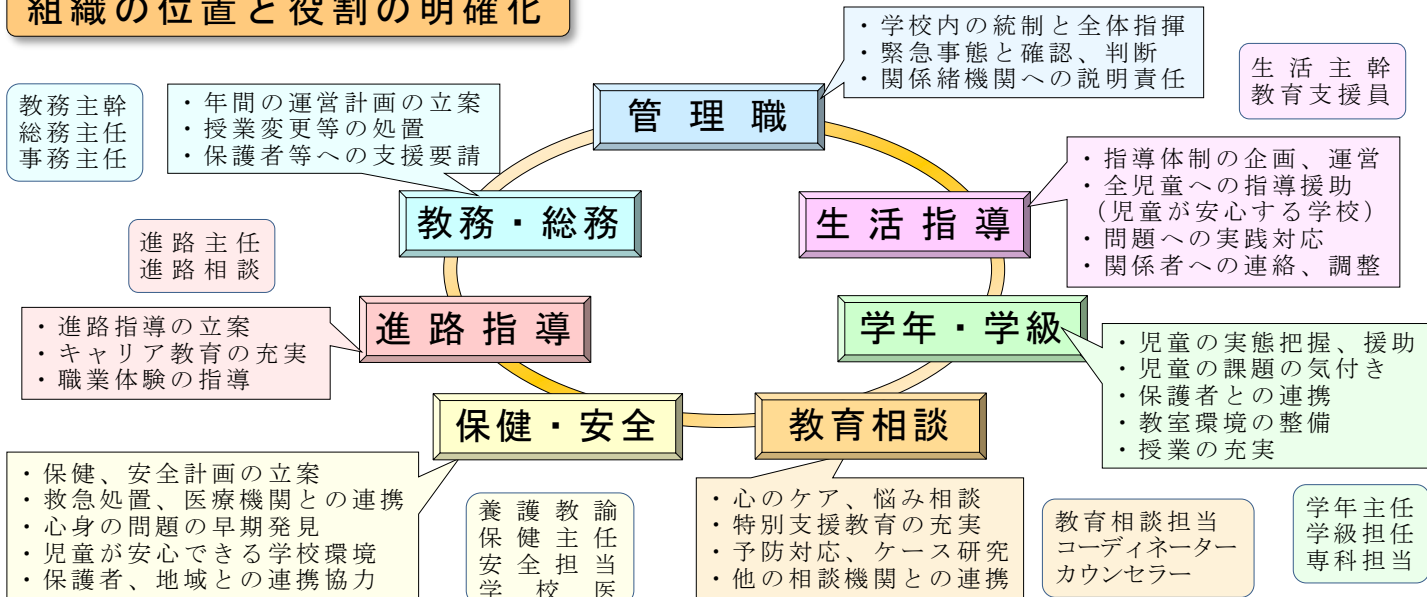 組織の位置と役割の明確化
・学校内の統制と全体指揮
・緊急事態と確認、判断
・関係緒機関への説明責任
生活主幹
教育支援員
教務主幹
総務主任
事務主任
・年間の運営計画の立案
・授業変更等の処置
・保護者等への支援要請
管理職
・指導体制の企画、運営
・全児童への指導援助
（児童が安心する学校）
・問題への実践対応
・関係者への連絡、調整
教務・総務
生活指導
進路主任
進路相談
・進路指導の立案
・キャリア教育の充実
・職業体験の指導
進路指導
学年・学級
・児童の実態把握、援助
・児童の課題の気付き
・保護者との連携
・教室環境の整備
・授業の充実
保健・安全
教育相談
・保健、安全計画の立案
・救急処置、医療機関との連携
・心身の問題の早期発見
・児童が安心できる学校環境
・保護者、地域との連携協力
養護教諭
保健主任
安全担当
学校医
・心のケア、悩み相談
・特別支援教育の充実
・予防対応、ケース研究
・他の相談機関との連携
教育相談担当
コーディネーター
カウンセラー
学年主任
学級担任
専科担当